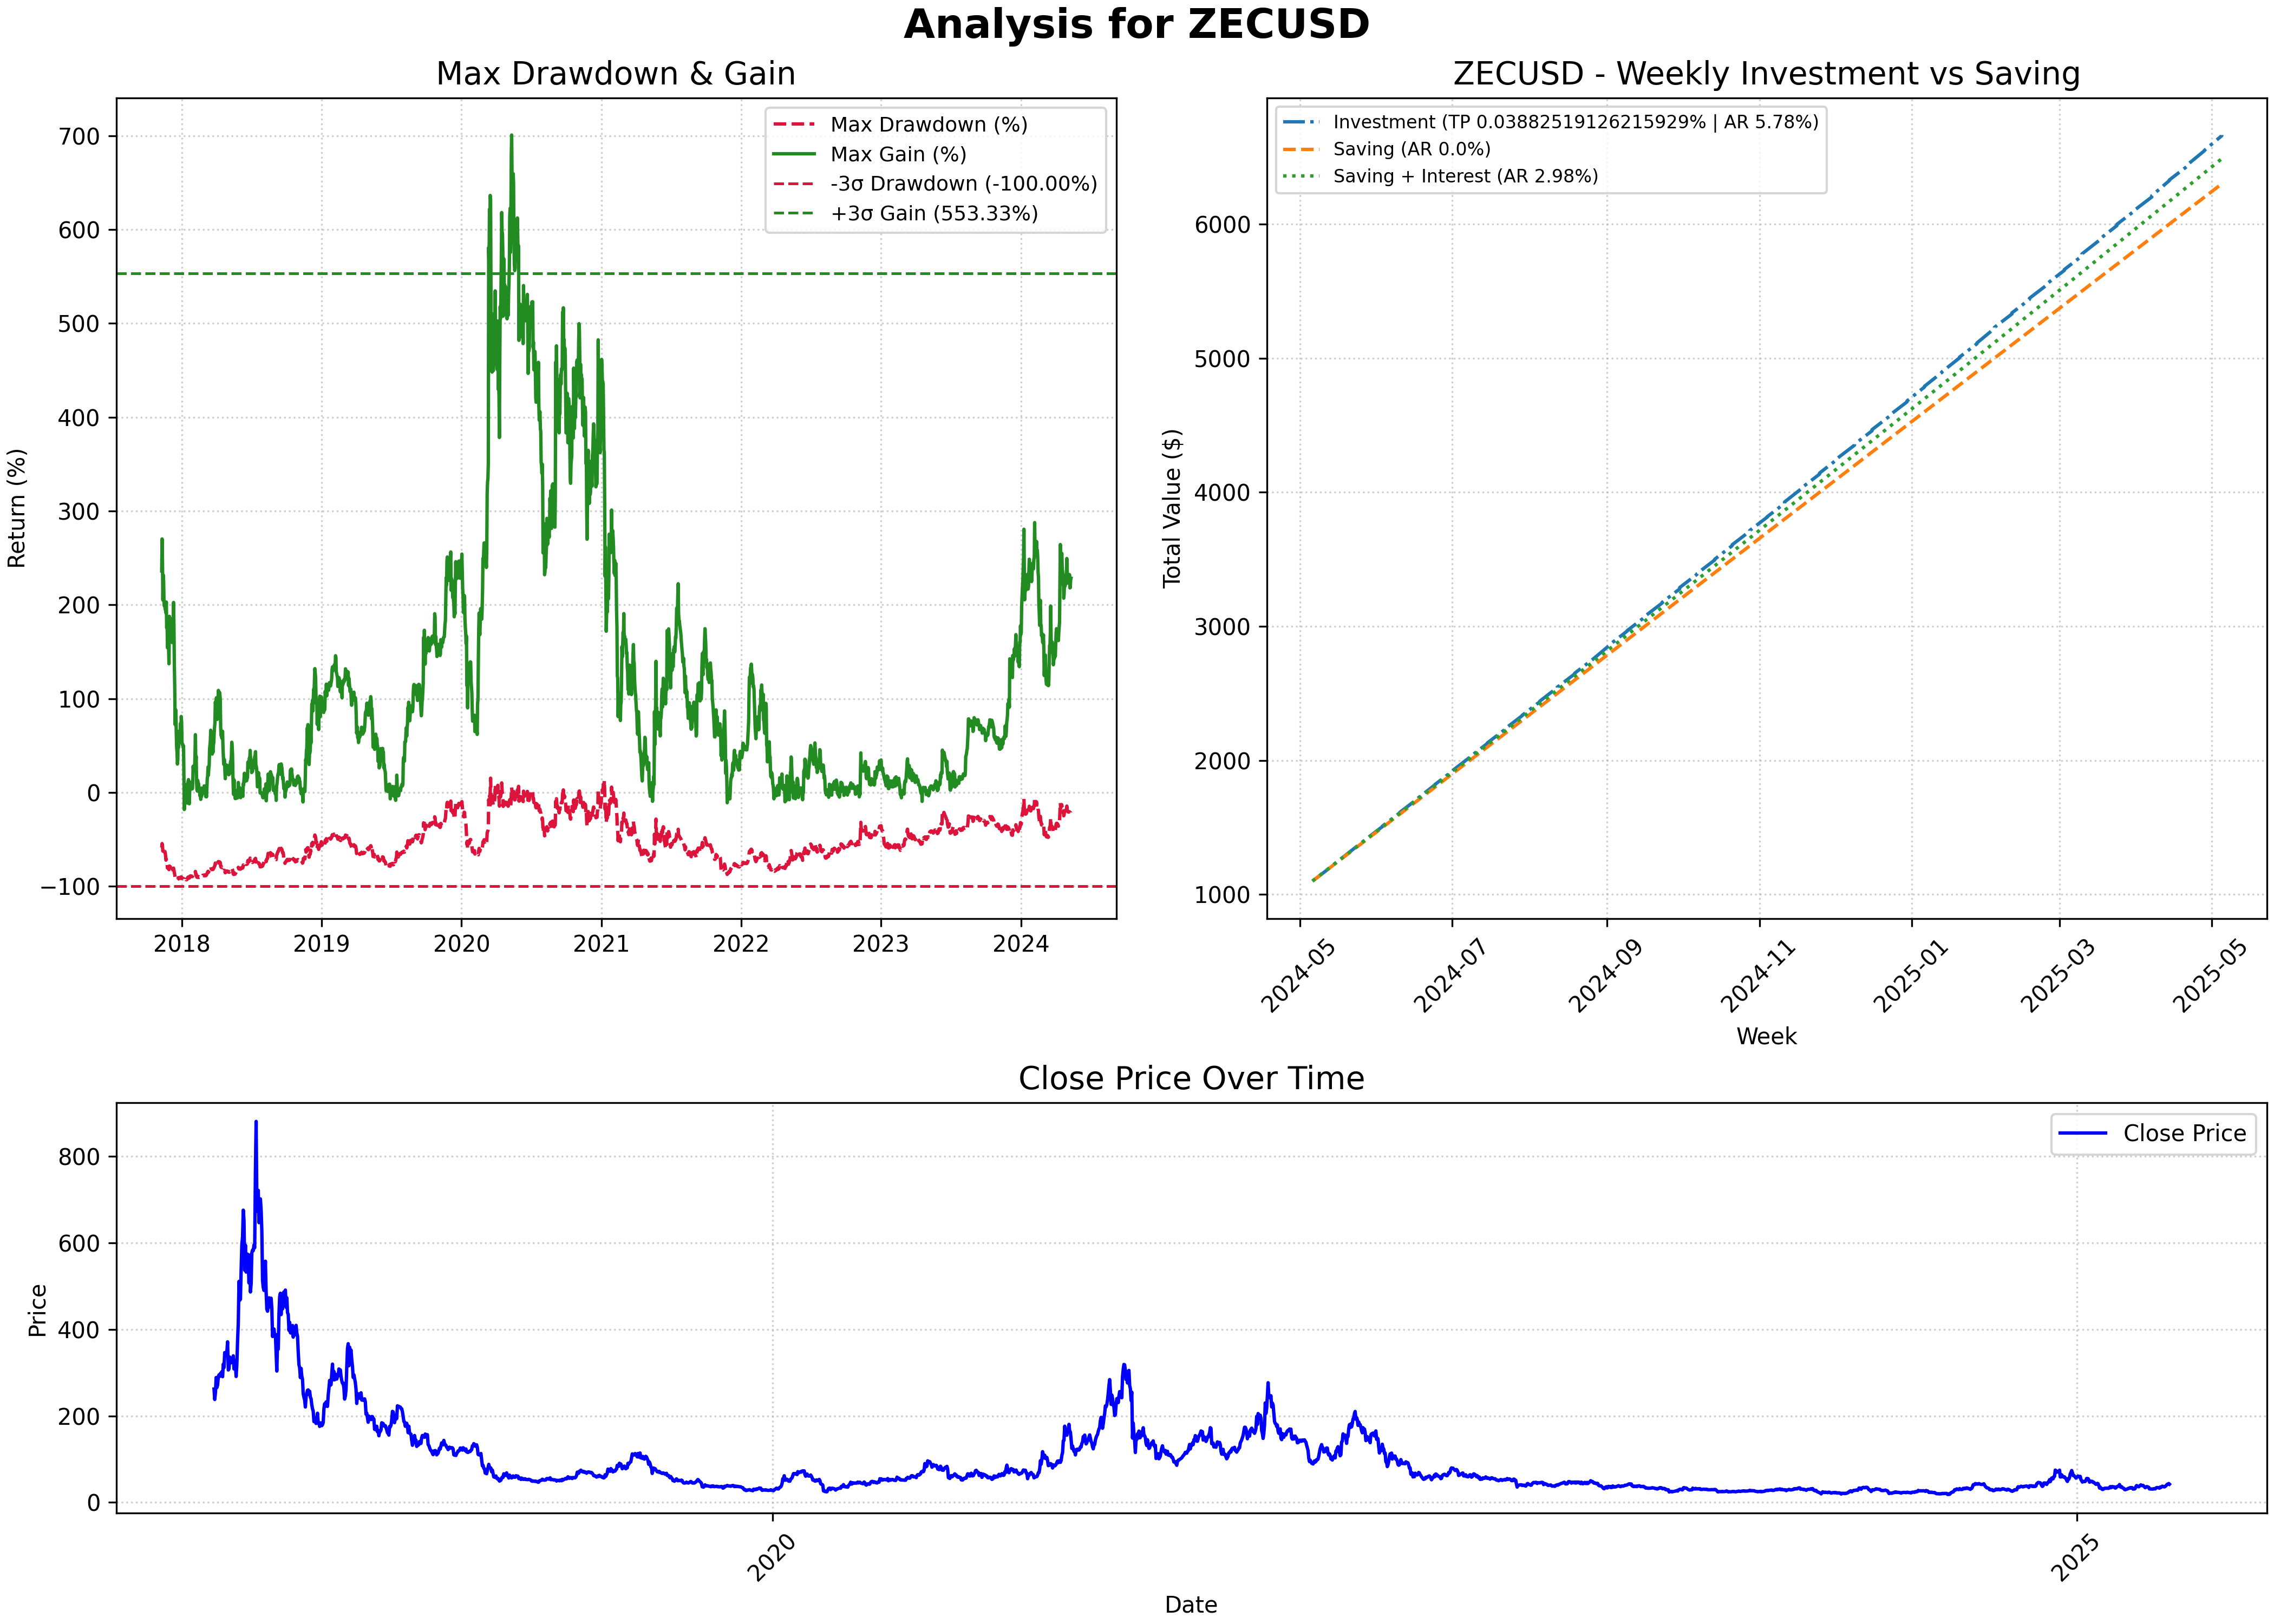 Analysis for ZECUSD
Max Drawdown & Gain
Return (%)
700
600
500
400
300
200
100
0
−100
2018
2019
2020
2021
2022
2023
2024
Max Drawdown (%)
Max Gain (%)
-3σ Drawdown (-100.00%)
+3σ Gain (553.33%)
ZECUSD - Weekly Investment vs Saving
Total Value ($)
6000
5000
4000
3000
2000
1000
Investment (TP 0.03882519126215929% | AR 5.78%)
Saving (AR 0.0%)
Saving + Interest (AR 2.98%)
2024-05
2024-07
2024-09
2024-11
2025-01
2025-03
2025-05
Week
Close Price Over Time
Price
800
600
400
200
0
Close Price
2020
2025
Date